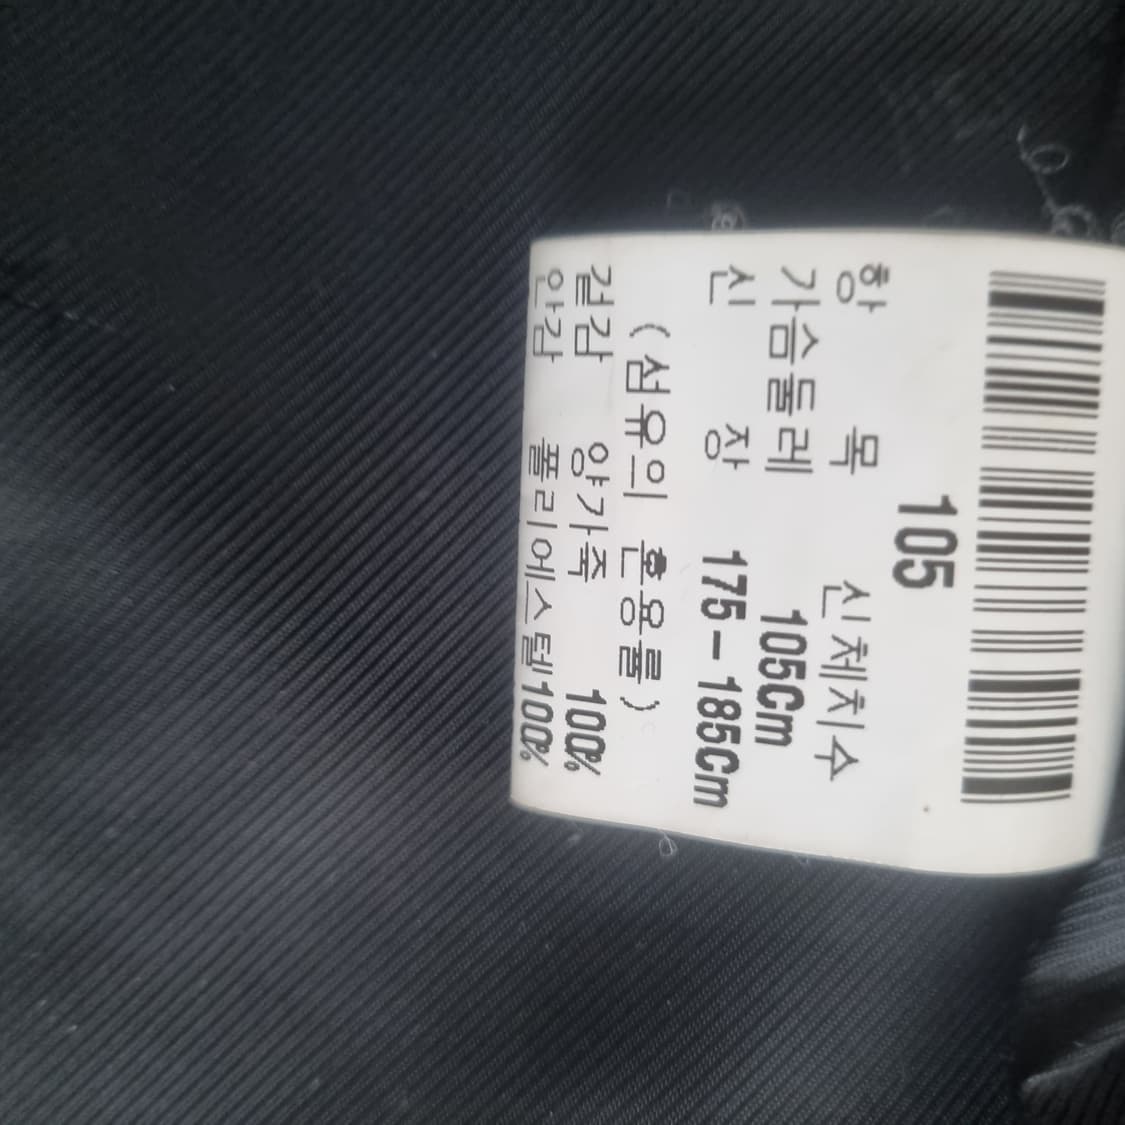 105
항 목 신체치수
가슴둘레 105Cm
신 장 175-185Cm
(섬유의 혼용률)
겉감 양가죽 100%
안감 폴리에스텔100%